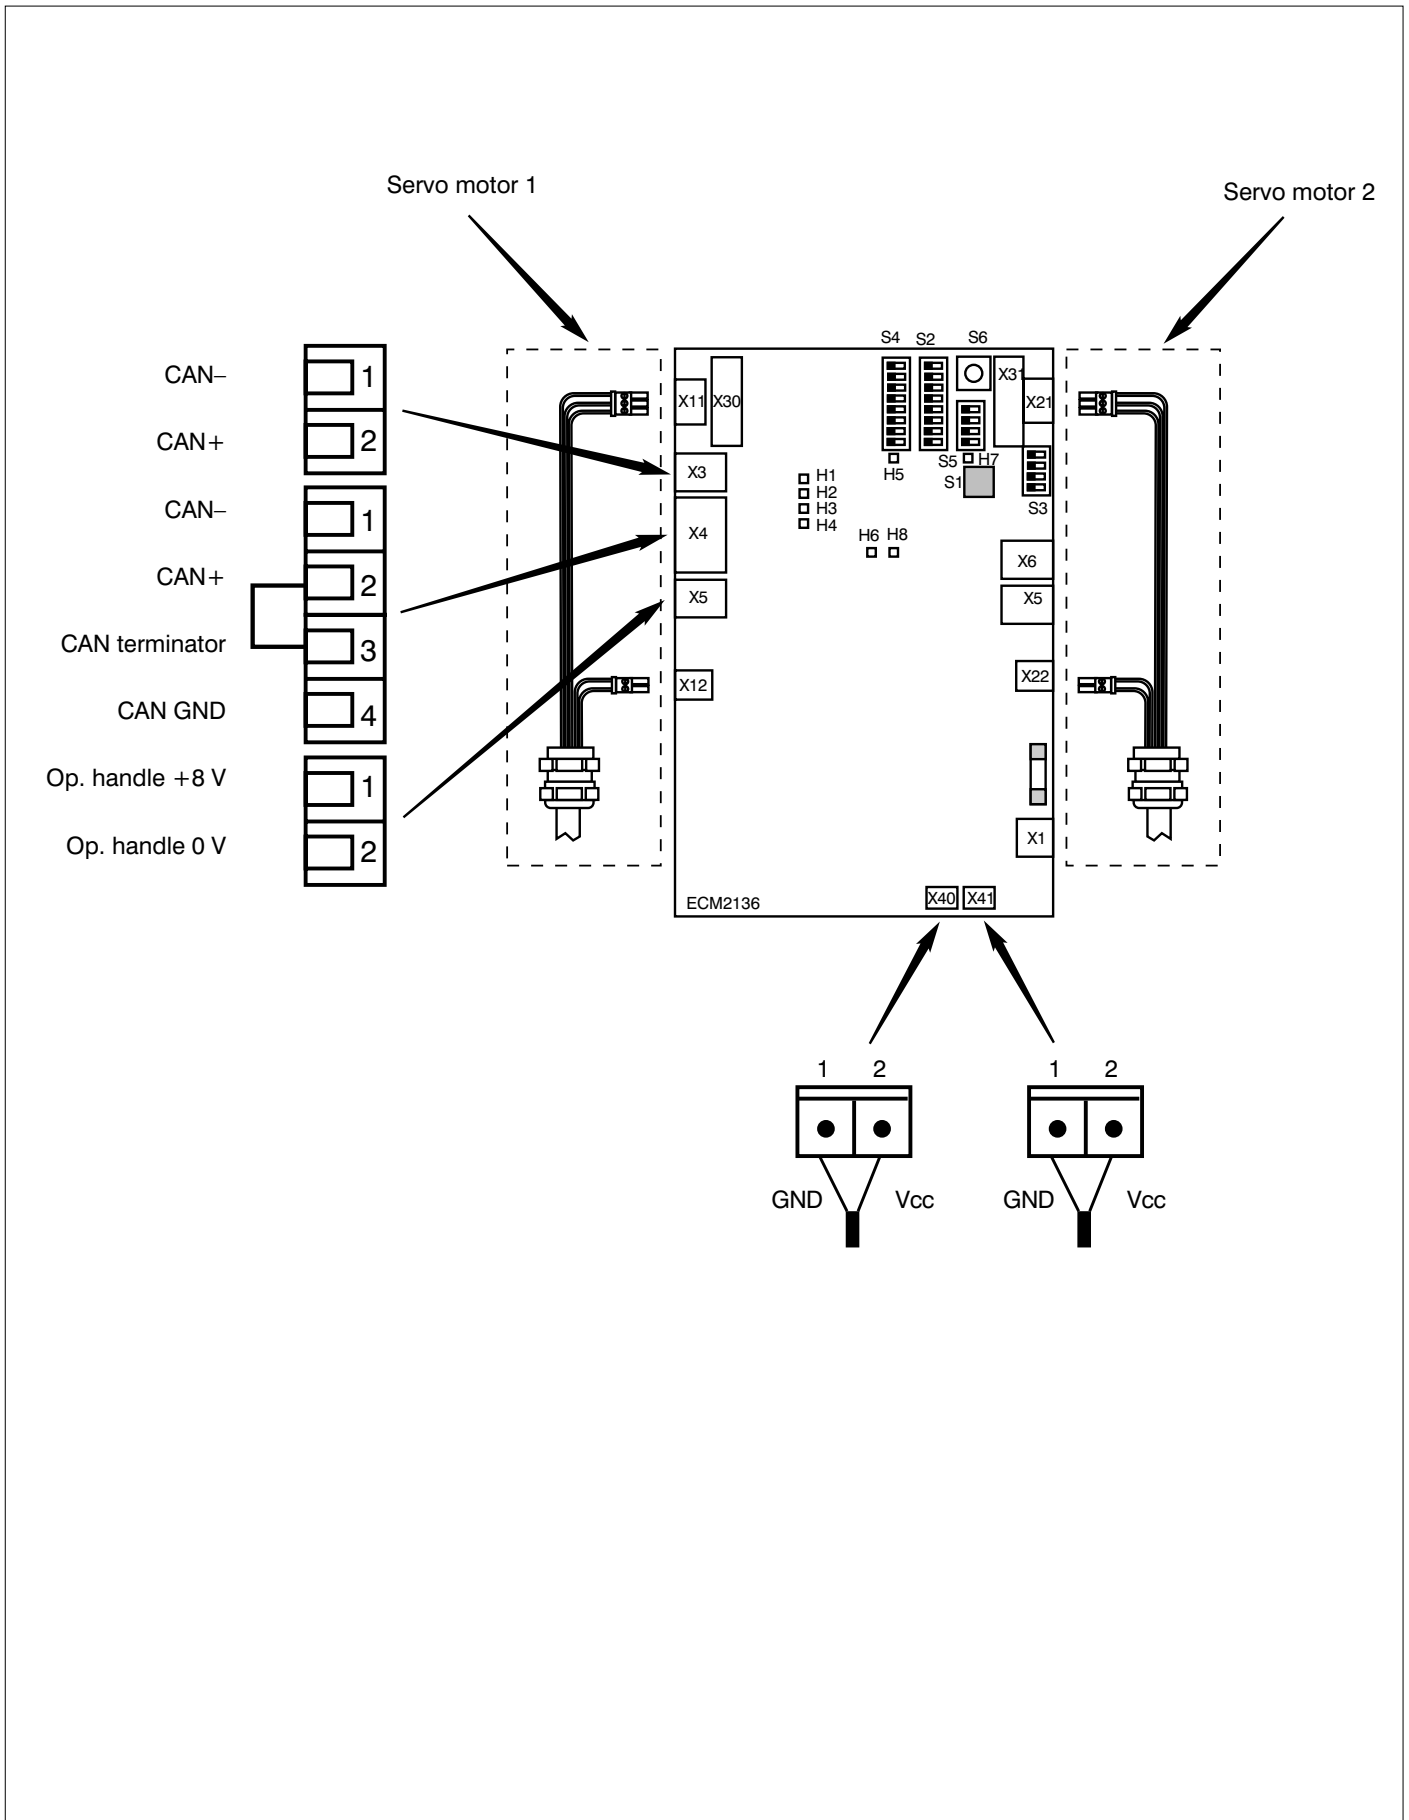 Servo motor 1
Servo motor 2
CAN–
1
CAN+
2
CAN–
1
CAN+
2
CAN terminator
3
CAN GND
4
Op. handle +8 V
1
Op. handle 0 V
2
S4 S2 S6
X11 X30 X31 X21
X3
H5 S5 H7
S1
S3
H1
H2
H3
H4
H6 H8
X4
X6
X5
X5
X12
X22
X1
ECM2136
X40 X41
1 2
1 2
GND Vcc
GND Vcc